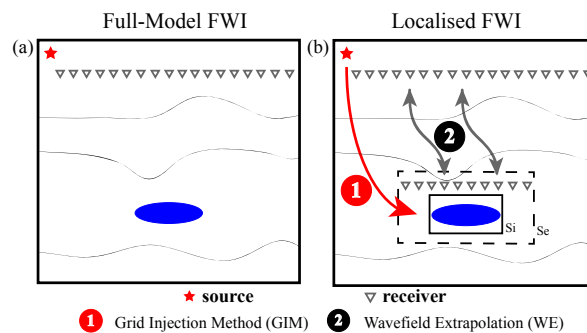 Full-Model FWI
Localised FWI
(a)
(b)
2
1
Si
Se
source
receiver
1 Grid Injection Method (GIM)
2 Wavefield Extrapolation (WE)